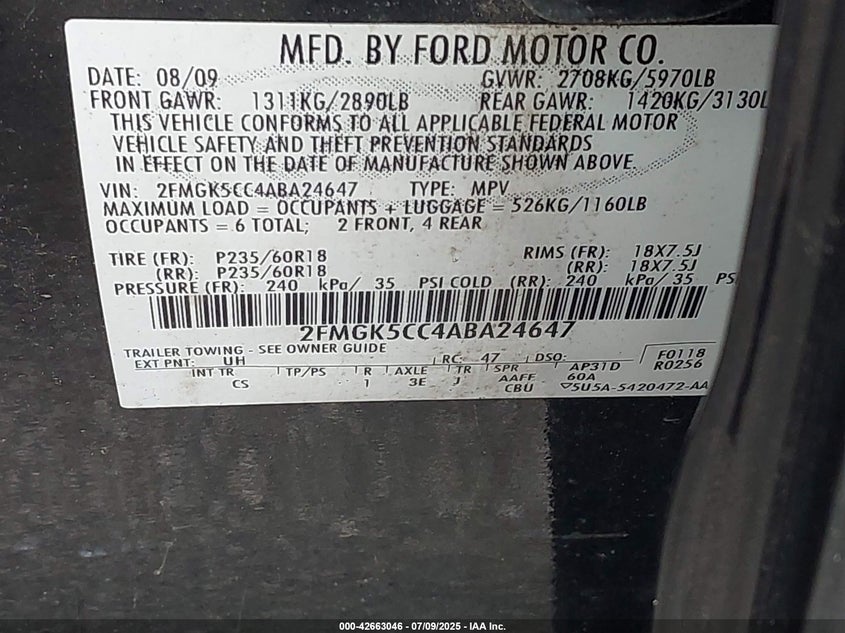 MFD. BY FORD MOTOR CO.
DATE: 08/09 GVWR: 2708KG/5970LB
FRONT GAWR: 1311KG/2890LB REAR GAWR: 1420KG/3130L
THIS VEHICLE CONFORMS TO ALL APPLICABLE FEDERAL MOTOR
VEHICLE SAFETY AND THEFT PREVENTION STANDARDS
IN EFFECT ON THE DATE OF MANUFACTURE SHOWN ABOVE.
VIN: 2FMGK5CC4ABA24647 TYPE: MPV
MAXIMUM LOAD = OCCUPANTS + LUGGAGE = 526KG/1160LB
OCCUPANTS = 6 TOTAL; 2 FRONT, 4 REAR
TIRE (FR): P235/60R18 RIMS (FR): 18X7.5J
(RR): P235/60R18 (RR): 18X7.5J
PRESSURE (FR): 240 kPa/ 35 PSI COLD (RR): 240 kPa/ 35 PS
2FMGK5CC4ABA24647
TRAILER TOWING - SEE OWNER GUIDE
EXT PNT: UH RC: 47 DSO: AP31D F0118
INT TR TP/PS R AXLE TR SPR 60A R0256
CS 1 3E J AAFF
CBU 5U5A-5420472-AA
000-42663046 - 07/09/2025 - IAA Inc.